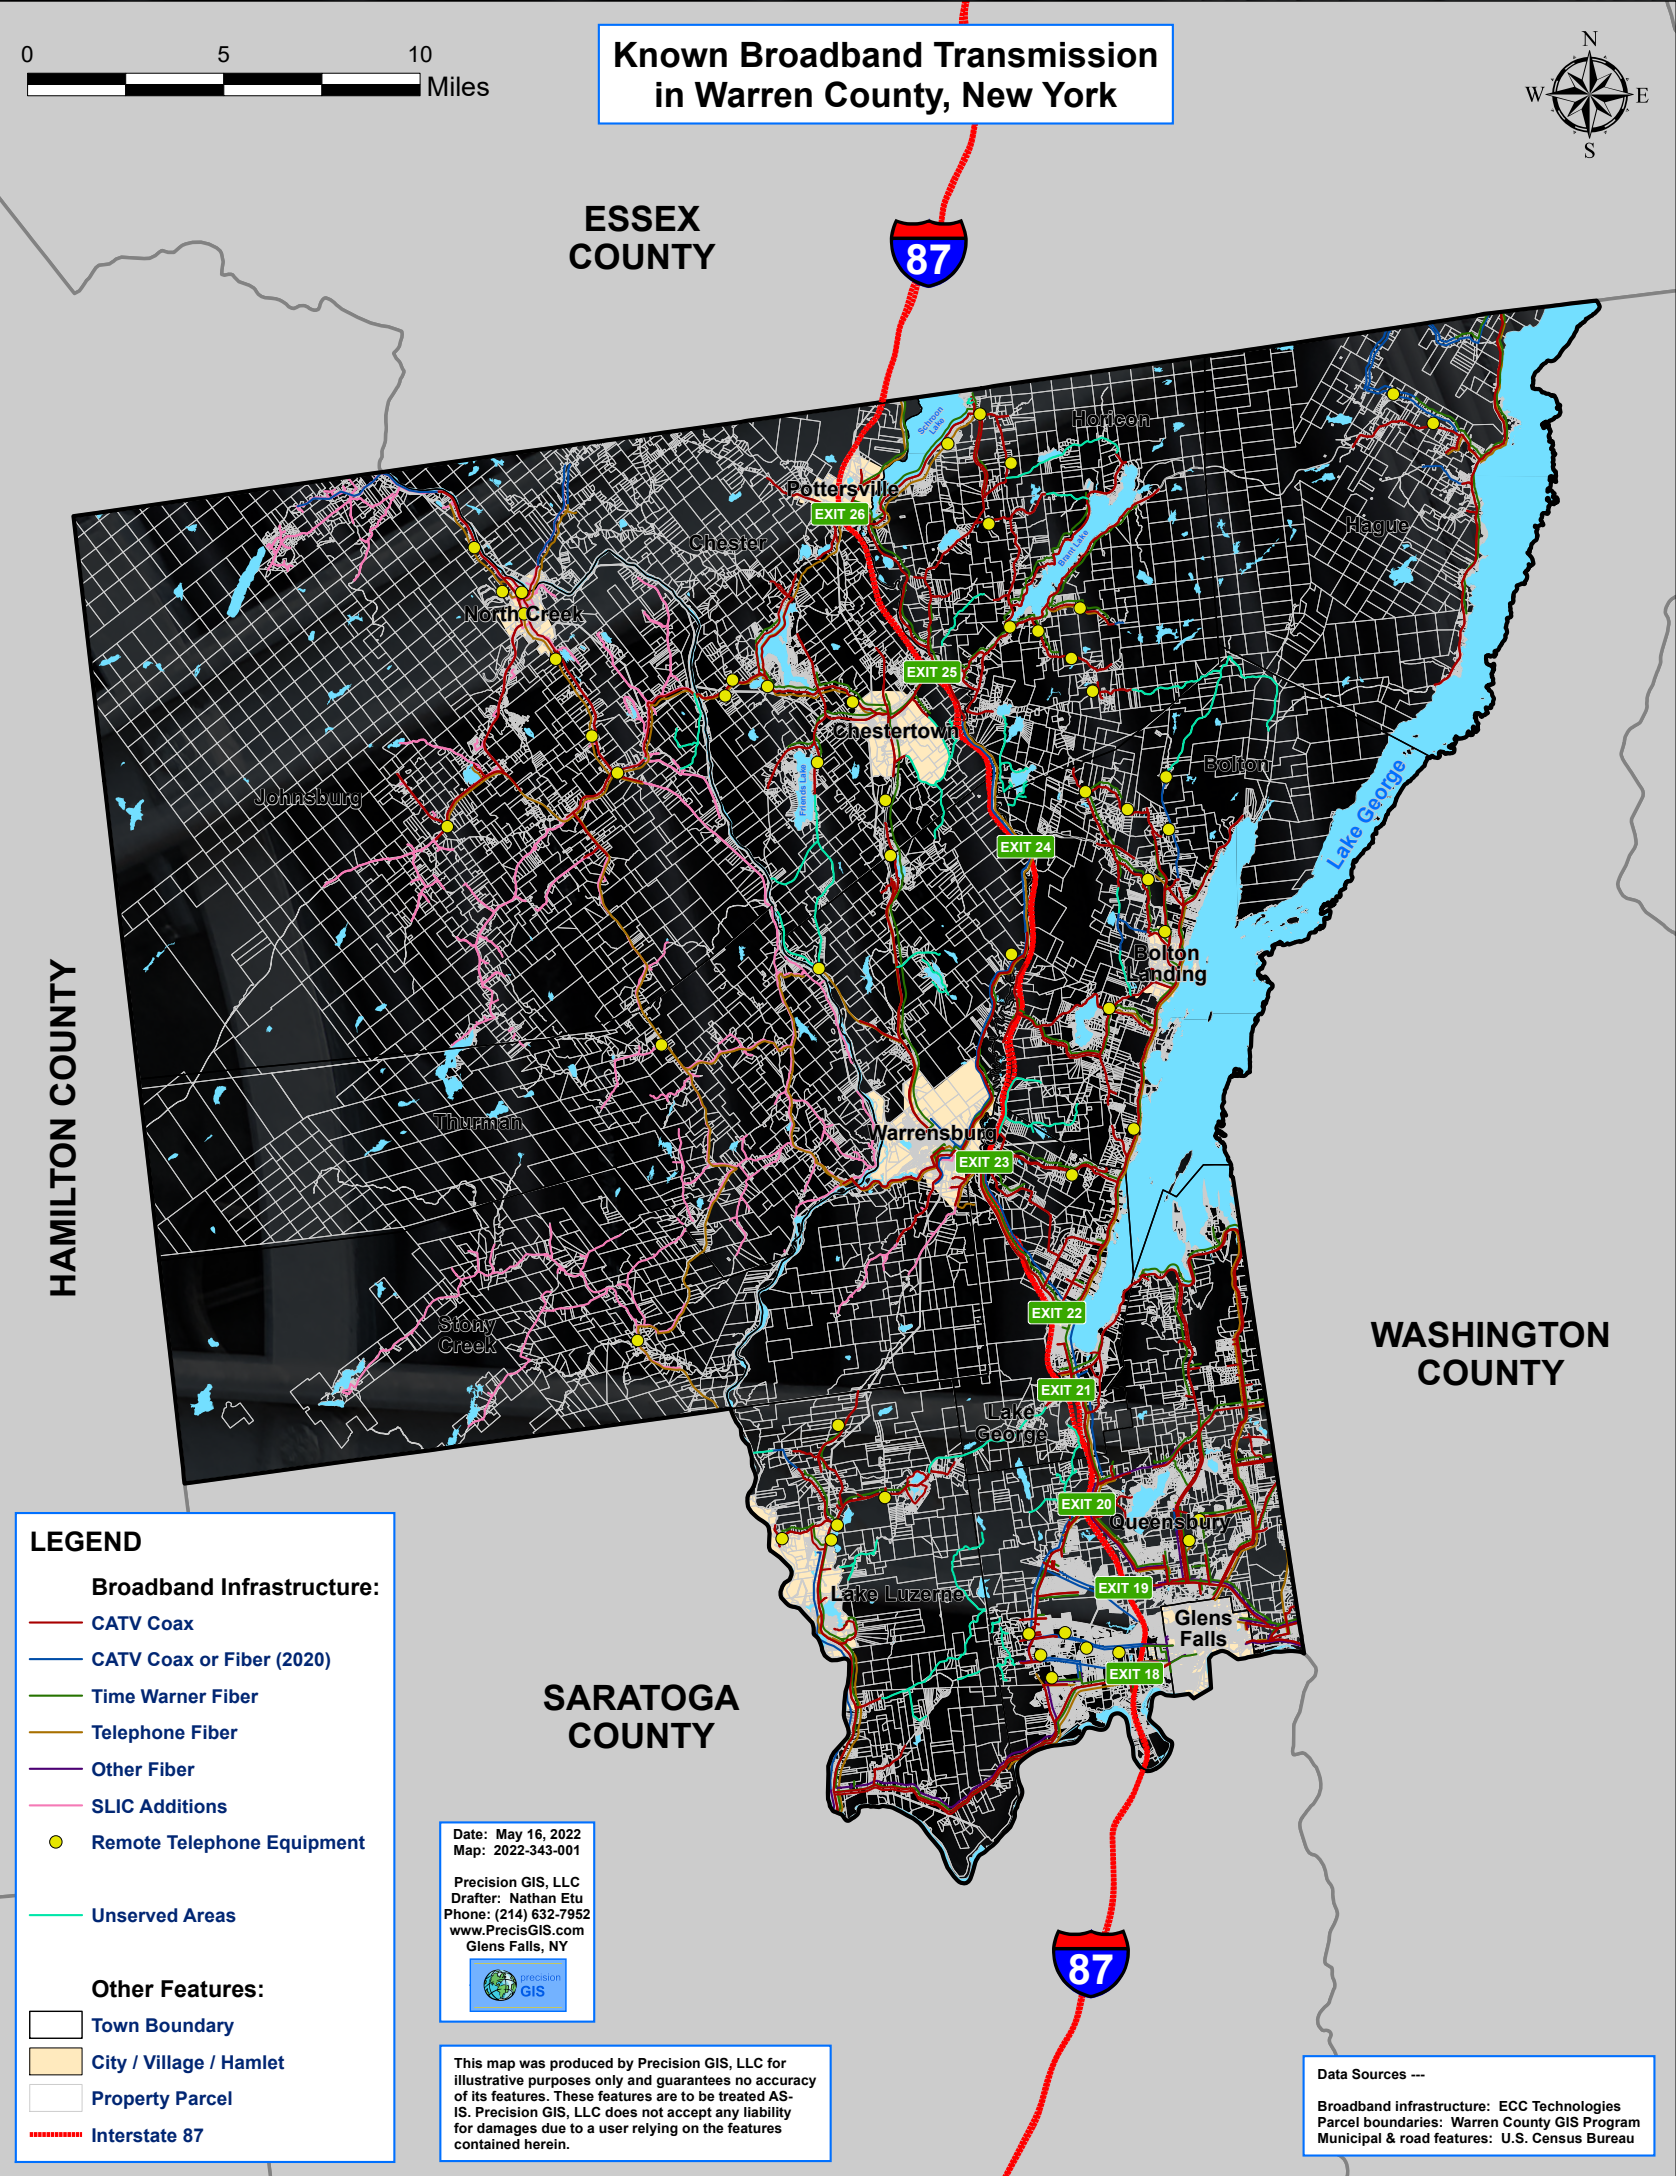 0 5 10
Miles
Known Broadband Transmission
in Warren County, New York
N
W E
S
ESSEX
COUNTY
87
Schroon
Lake
Horicon
Pottersville
EXIT 26
Hague
Chester
Brant Lake
North Creek
EXIT 25
Chestertown
Bolton
Friends Lake
Johnsburg
Lake George
EXIT 24
Bolton
Landing
HAMILTON COUNTY
Thurman
Warrensburg
EXIT 23
EXIT 22
Stony
Creek
WASHINGTON
COUNTY
EXIT 21
Lake
George
EXIT 20
Queensbury
EXIT 19
Lake Luzerne
Glens
Falls
EXIT 18
SARATOGA
COUNTY
87
LEGEND
Broadband Infrastructure:
CATV Coax
CATV Coax or Fiber (2020)
Time Warner Fiber
Telephone Fiber
Other Fiber
SLIC Additions
Remote Telephone Equipment
Unserved Areas
Other Features:
Town Boundary
City / Village / Hamlet
Property Parcel
Interstate 87
Date: May 16, 2022
Map: 2022-343-001
Precision GIS, LLC
Drafter: Nathan Etu
Phone: (214) 632-7952
www.PrecisGIS.com
Glens Falls, NY
precision
GIS
This map was produced by Precision GIS, LLC for
illustrative purposes only and guarantees no accuracy
of its features. These features are to be treated AS-
IS. Precision GIS, LLC does not accept any liability
for damages due to a user relying on the features
contained herein.
Data Sources ---
Broadband infrastructure: ECC Technologies
Parcel boundaries: Warren County GIS Program
Municipal & road features: U.S. Census Bureau